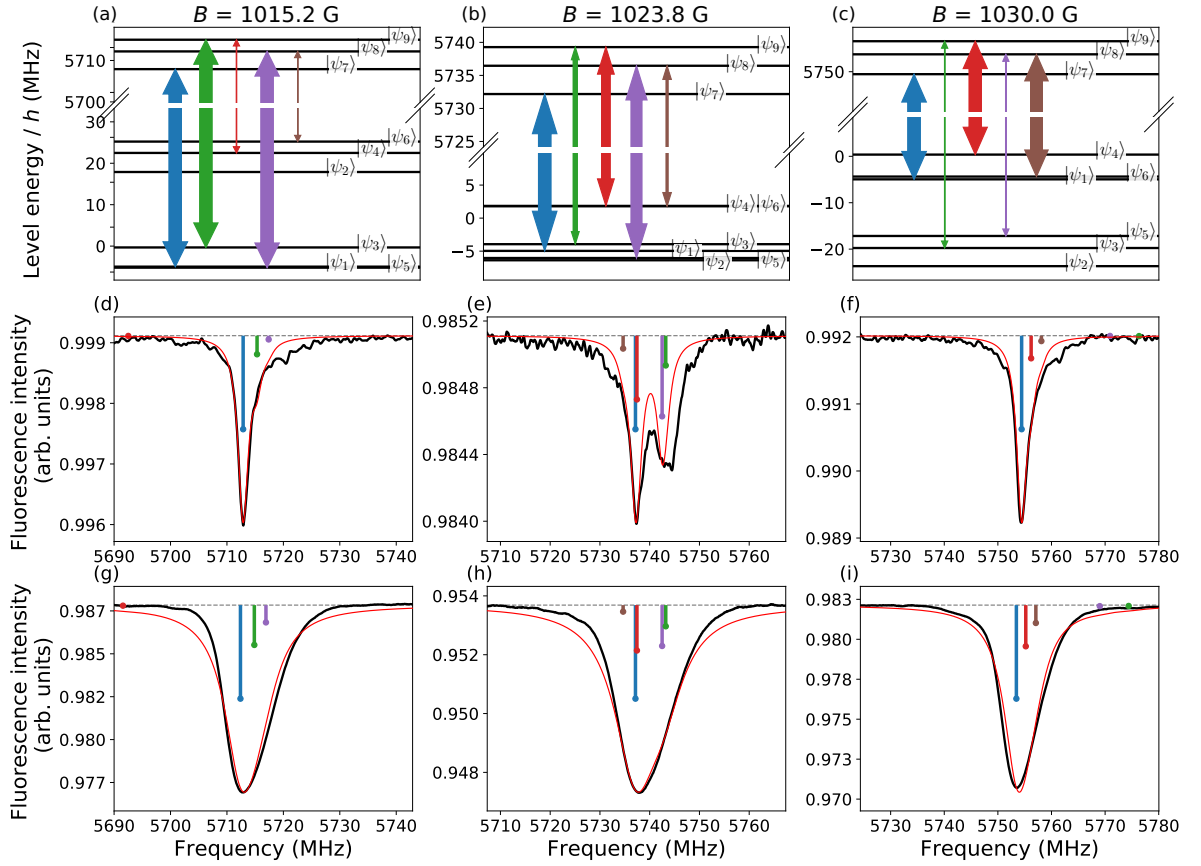 (a) B = 1015.2 G
(b) B = 1023.8 G
(c) B = 1030.0 G
Level energy / h (MHz)
5710
5700
30
20
10
0
|ψ₉⟩
|ψ₈⟩
|ψ₇⟩
|ψ₆⟩
|ψ₄⟩
|ψ₂⟩
|ψ₃⟩
|ψ₁⟩ |ψ₅⟩
5740
5735
5730
5725
5
0
−5
|ψ₉⟩
|ψ₈⟩
|ψ₇⟩
|ψ₄⟩ |ψ₆⟩
|ψ₃⟩
|ψ₁⟩
|ψ₂⟩ |ψ₅⟩
5750
0
−10
−20
|ψ₉⟩
|ψ₈⟩
|ψ₇⟩
|ψ₄⟩
|ψ₁⟩ |ψ₆⟩
|ψ₅⟩
|ψ₃⟩
|ψ₂⟩
Fluorescence intensity
(arb. units)
(d)
0.999
0.998
0.997
0.996
5690 5700 5710 5720 5730 5740
(e)
0.9852
0.9848
0.9844
0.9840
5710 5720 5730 5740 5750 5760
(f)
0.992
0.991
0.990
0.989
5730 5740 5750 5760 5770 5780
Fluorescence intensity
(arb. units)
(g)
0.987
0.985
0.982
0.980
0.977
5690 5700 5710 5720 5730 5740
Frequency (MHz)
(h)
0.954
0.952
0.950
0.948
5710 5720 5730 5740 5750 5760
Frequency (MHz)
(i)
0.983
0.980
0.978
0.975
0.973
0.970
5730 5740 5750 5760 5770 5780
Frequency (MHz)